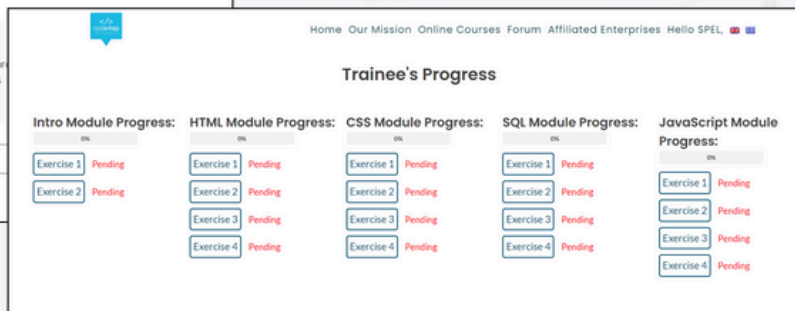 Home Our Mission Online Courses Forum Affiliated Enterprises Hello SPEL,
Trainee's Progress
Intro Module Progress:
0%
Exercise 1 Pending
Exercise 2 Pending
HTML Module Progress:
0%
Exercise 1 Pending
Exercise 2 Pending
Exercise 3 Pending
Exercise 4 Pending
CSS Module Progress:
0%
Exercise 1 Pending
Exercise 2 Pending
Exercise 3 Pending
Exercise 4 Pending
SQL Module Progress:
0%
Exercise 1 Pending
Exercise 2 Pending
Exercise 3 Pending
Exercise 4 Pending
JavaScript Module
Progress:
0%
Exercise 1 Pending
Exercise 2 Pending
Exercise 3 Pending
Exercise 4 Pending